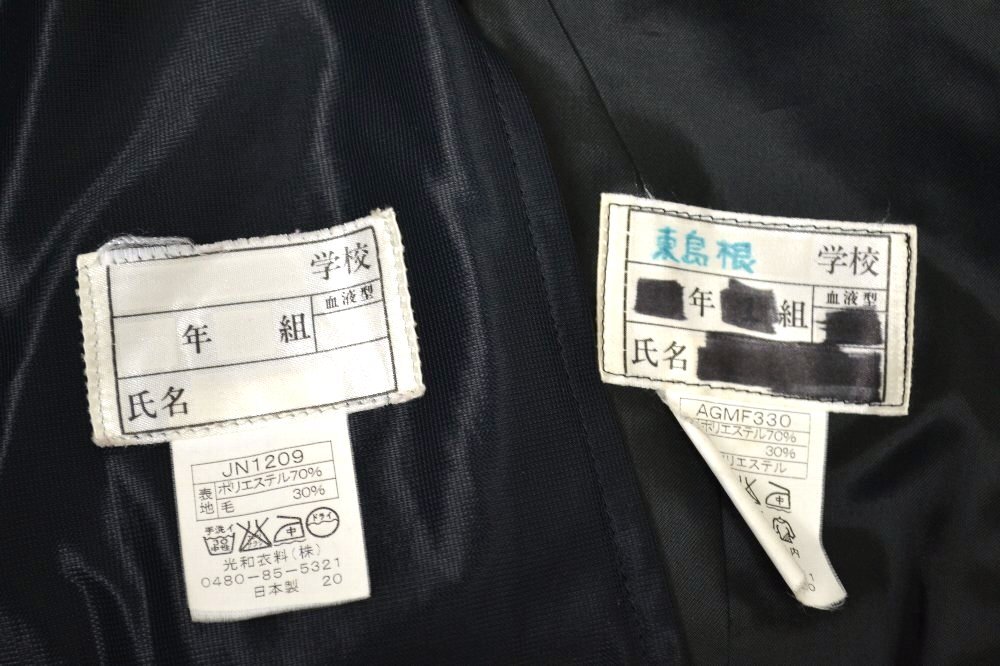 学校
年 組 血液型
氏名
JN1209
表地 ポリエステル70%
毛 30%
手洗イ 中 ドライ
光和衣料(株)
0480-85-5321
日本製 20
東島根 学校
年 組 血液型
氏名
AGMF330
ポリエステル70%
30%
リエステル
中
内
1
0